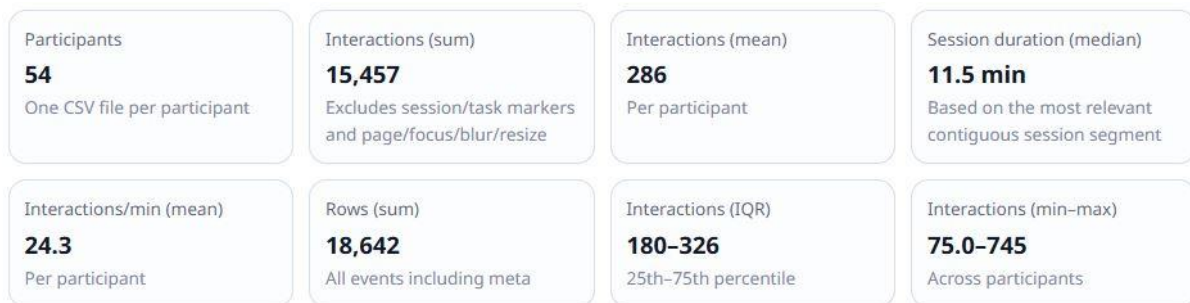 Participants
54
One CSV file per participant
Interactions (sum)
15,457
Excludes session/task markers
and page/focus/blur/resize
Interactions (mean)
286
Per participant
Session duration (median)
11.5 min
Based on the most relevant
contiguous session segment
Interactions/min (mean)
24.3
Per participant
Rows (sum)
18,642
All events including meta
Interactions (IQR)
180–326
25th–75th percentile
Interactions (min–max)
75.0–745
Across participants